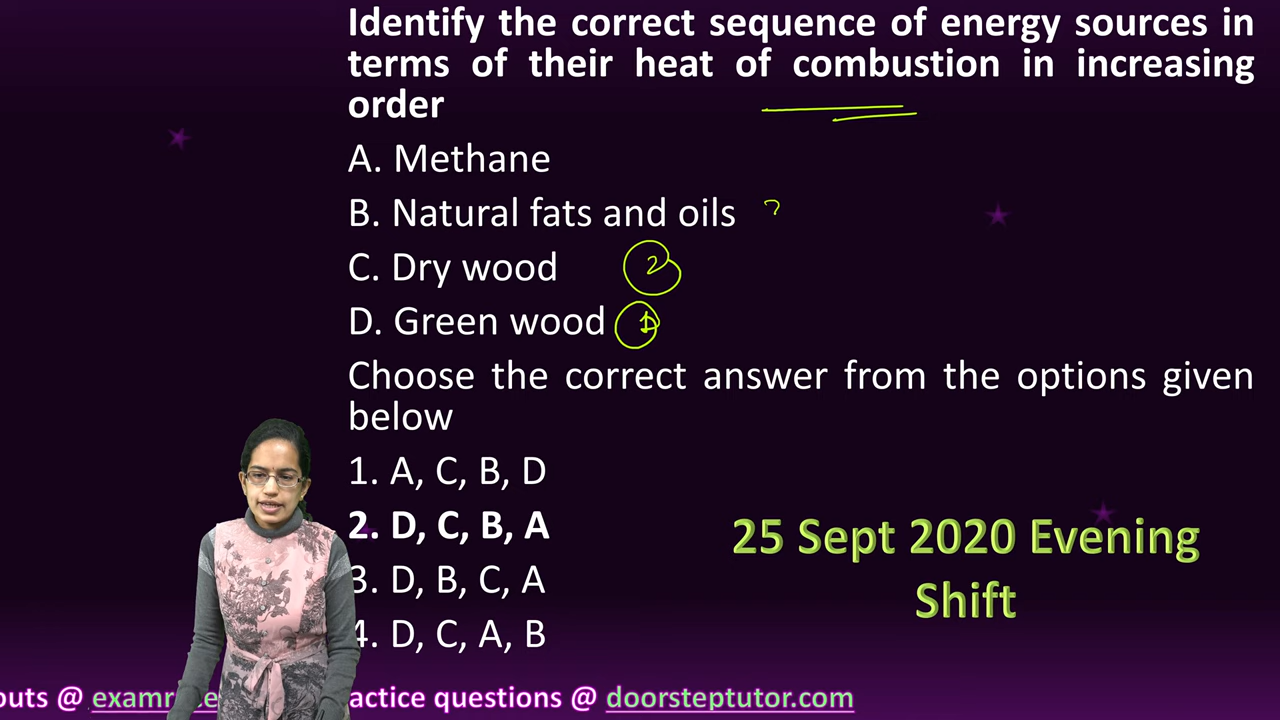 Identify the correct sequence of energy sources in
terms of their heat of combustion in increasing
order
A. Methane
B. Natural fats and oils
C. Dry wood 2
D. Green wood
Choose the correct answer from the options given
below
1. A, C, B, D
2. D, C, B, A
3. D, B, C, A
4. D, C, A, B
25 Sept 2020 Evening
Shift
outs @ examr actice questions @ doorsteptutor.com